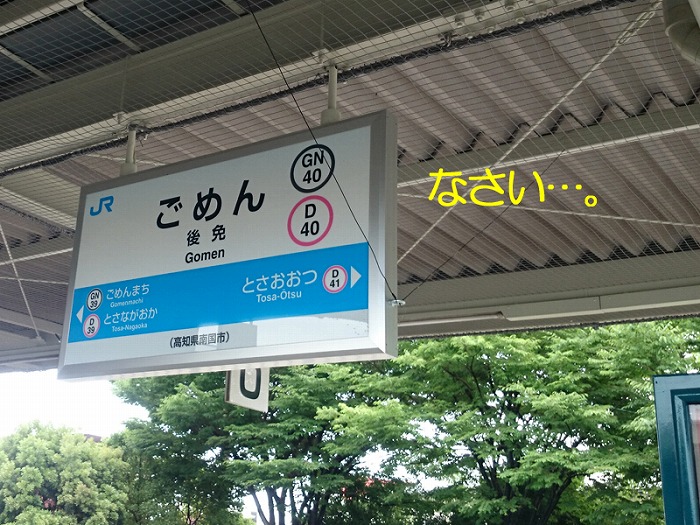 JR
ごめん
後免
Gomen
GN
40
D
40
GN
39
ごめんまち
Gomenmachi
D
39
とさながおか
Tosa-Nagaoka
とさおおつ
Tosa-Otsu
D
41
(高知県南国市)
なさい…。